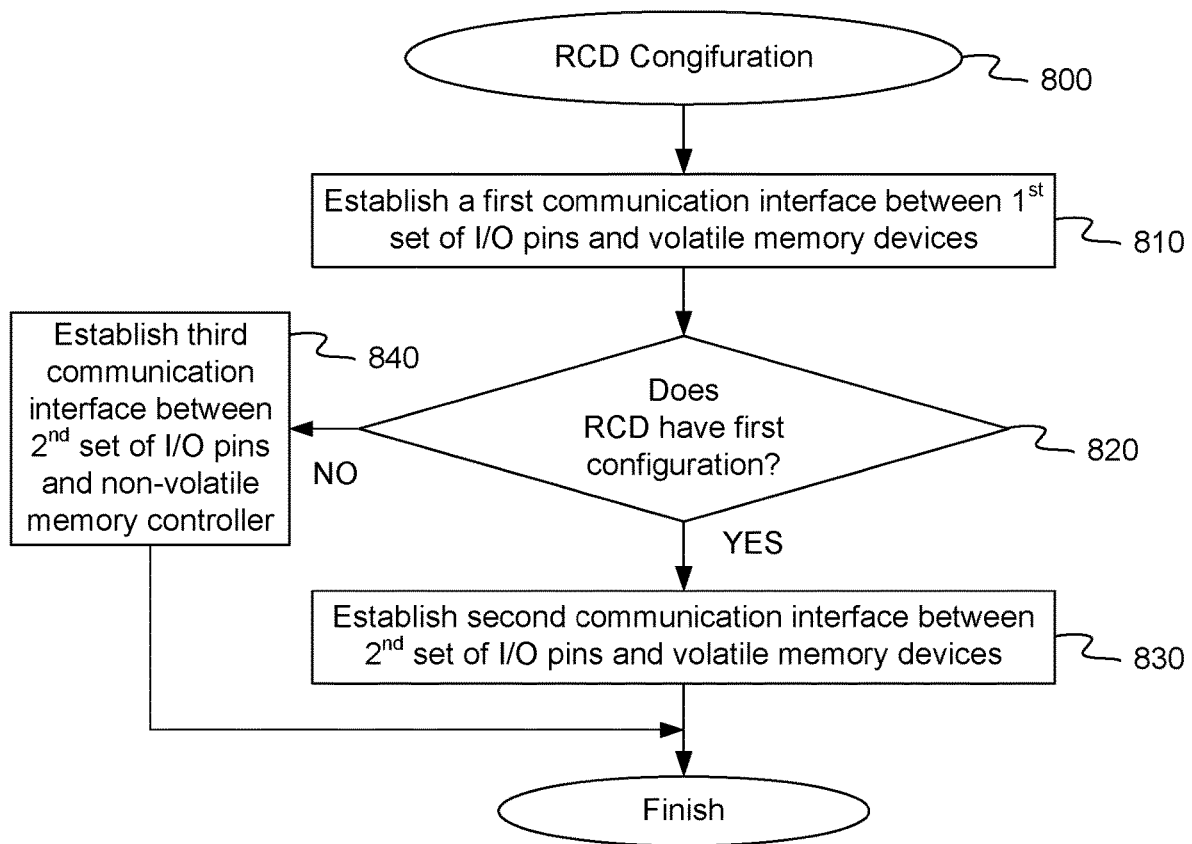 RCD Congifuration
800
Establish a first communication interface between 1st
set of I/O pins and volatile memory devices
810
Establish third
communication
interface between
2nd set of I/O pins
and non-volatile
memory controller
840
Does
RCD have first
configuration?
820
NO
YES
Establish second communication interface between
2nd set of I/O pins and volatile memory devices
830
Finish